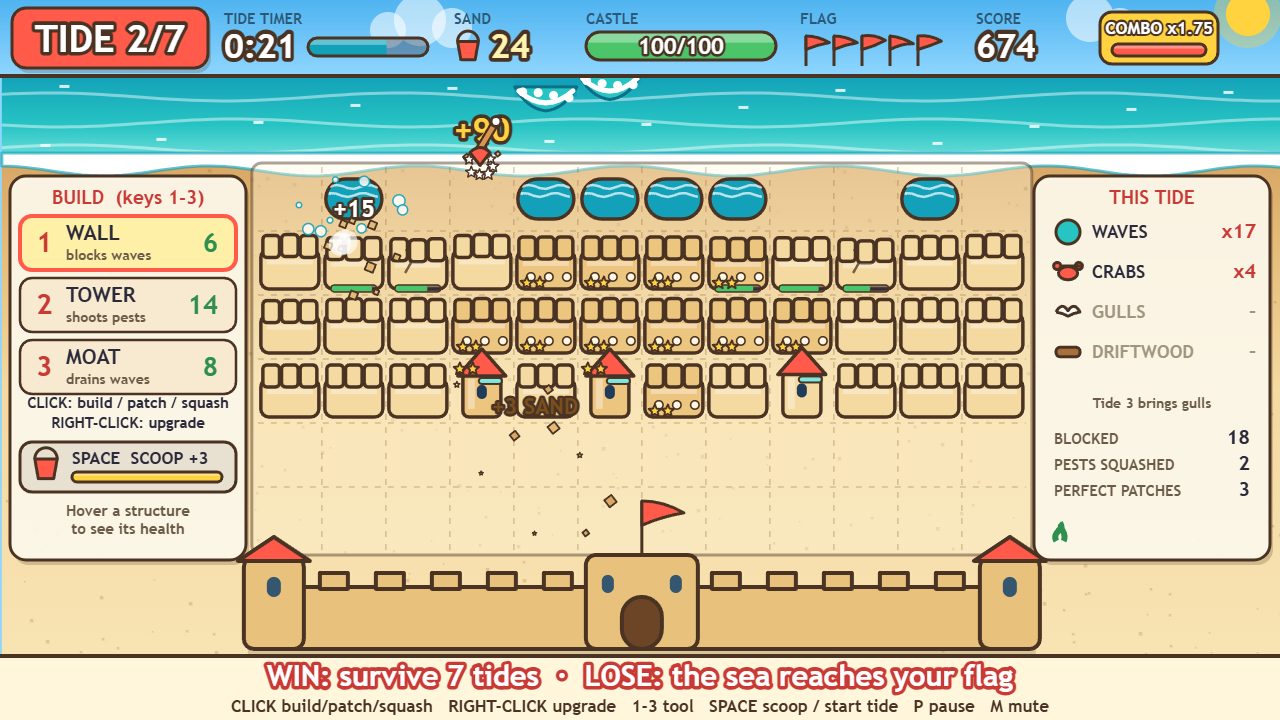 TIDE 2/7
TIDE TIMER
0:21
SAND
24
CASTLE
100/100
FLAG
SCORE
674
COMBO x1.75
+90
+15
+3 SAND
BUILD (keys 1-3)
1 WALL 6
blocks waves
2 TOWER 14
shoots pests
3 MOAT 8
drains waves
CLICK: build / patch / squash
RIGHT-CLICK: upgrade
SPACE SCOOP +3
Hover a structure
to see its health
THIS TIDE
WAVES x17
CRABS x4
GULLS -
DRIFTWOOD -
Tide 3 brings gulls
BLOCKED 18
PESTS SQUASHED 2
PERFECT PATCHES 3
WIN: survive 7 tides • LOSE: the sea reaches your flag
CLICK build/patch/squash RIGHT-CLICK upgrade 1-3 tool SPACE scoop / start tide P pause M mute